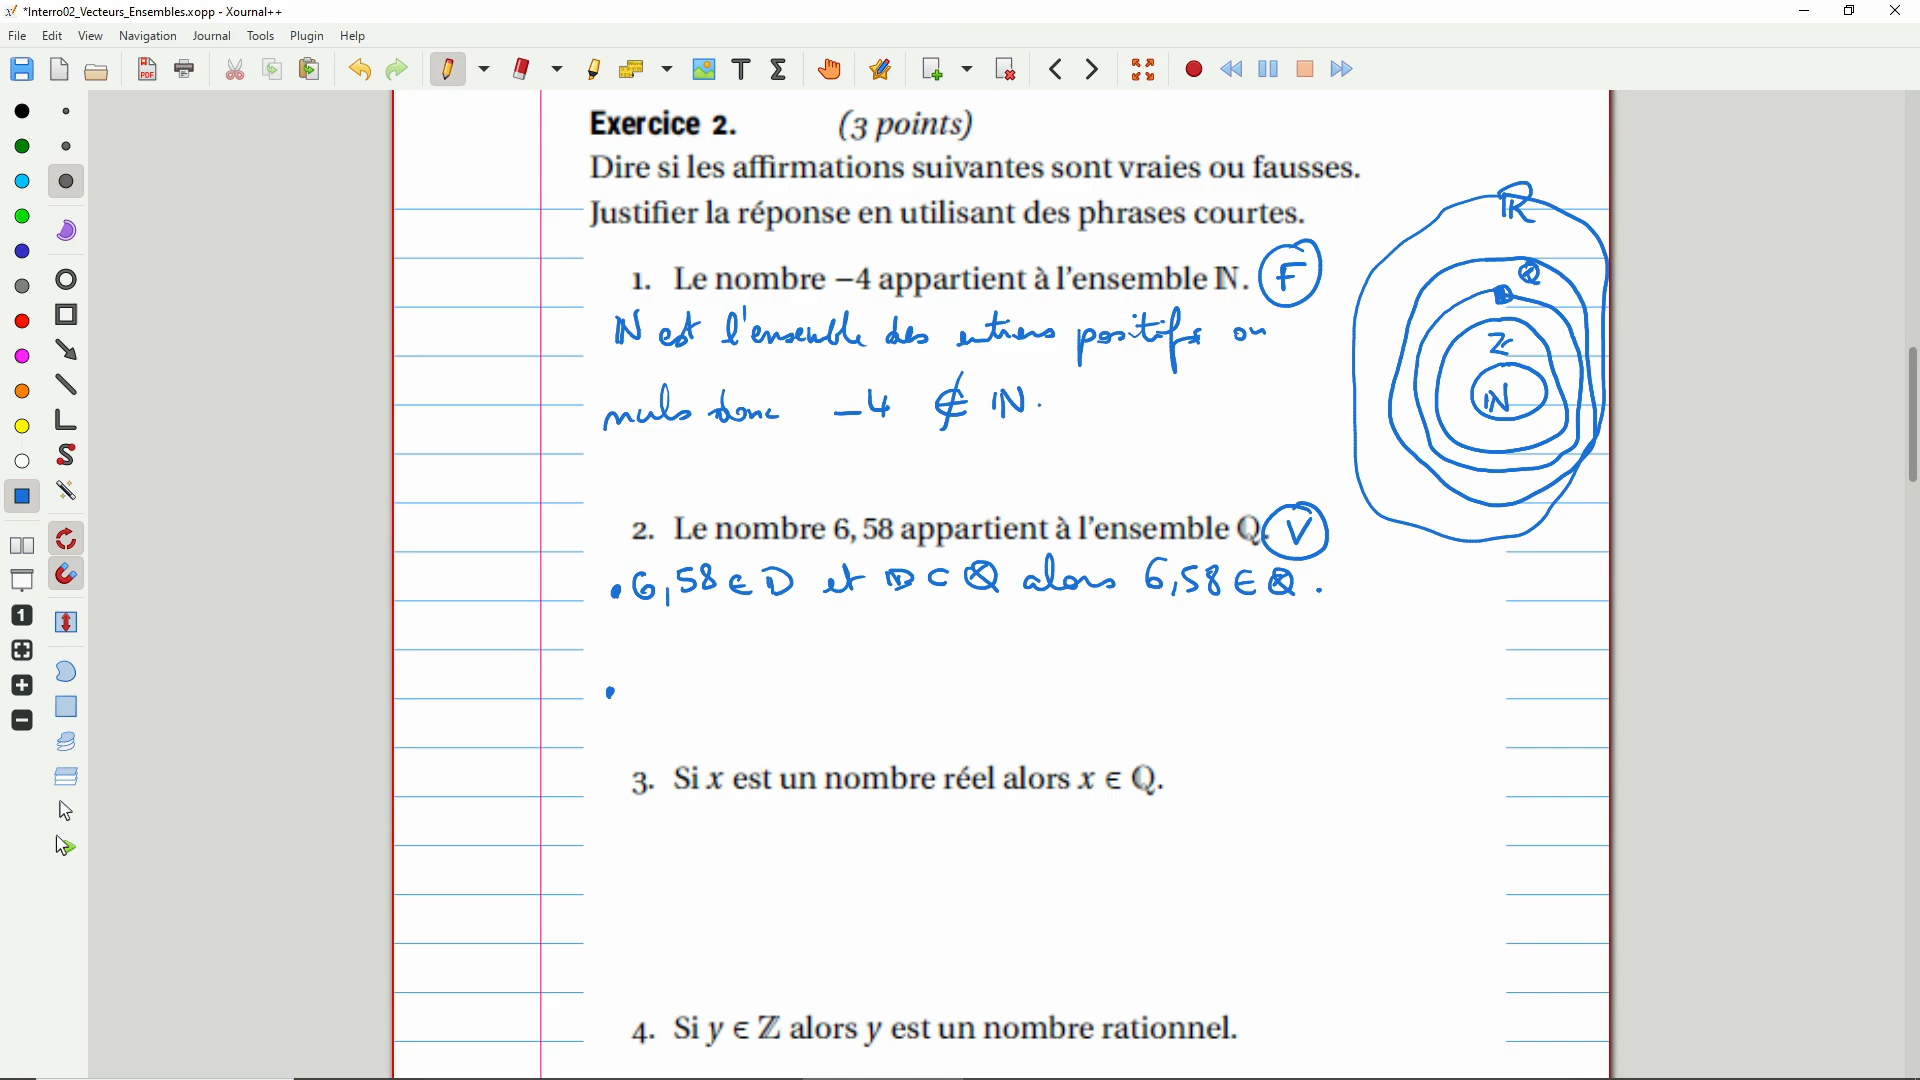 *Interro02_Vecteurs_Ensembles.xopp - Xournal++
File Edit View Navigation Journal Tools Plugin Help
Exercice 2. (3 points)
Dire si les affirmations suivantes sont vraies ou fausses.
Justifier la réponse en utilisant des phrases courtes.
ℝ
ℚ
𝔻
ℤ
ℕ
1. Le nombre −4 appartient à l'ensemble ℕ. F
ℕ est l'ensemble des entiers positifs ou
nuls donc −4 ∉ ℕ.
2. Le nombre 6, 58 appartient à l'ensemble ℚ. V
• 6,58 ∈ 𝔻 et 𝔻 ⊂ ℚ alors 6,58 ∈ ℚ.
•
3. Si x est un nombre réel alors x ∈ ℚ.
4. Si y ∈ ℤ alors y est un nombre rationnel.